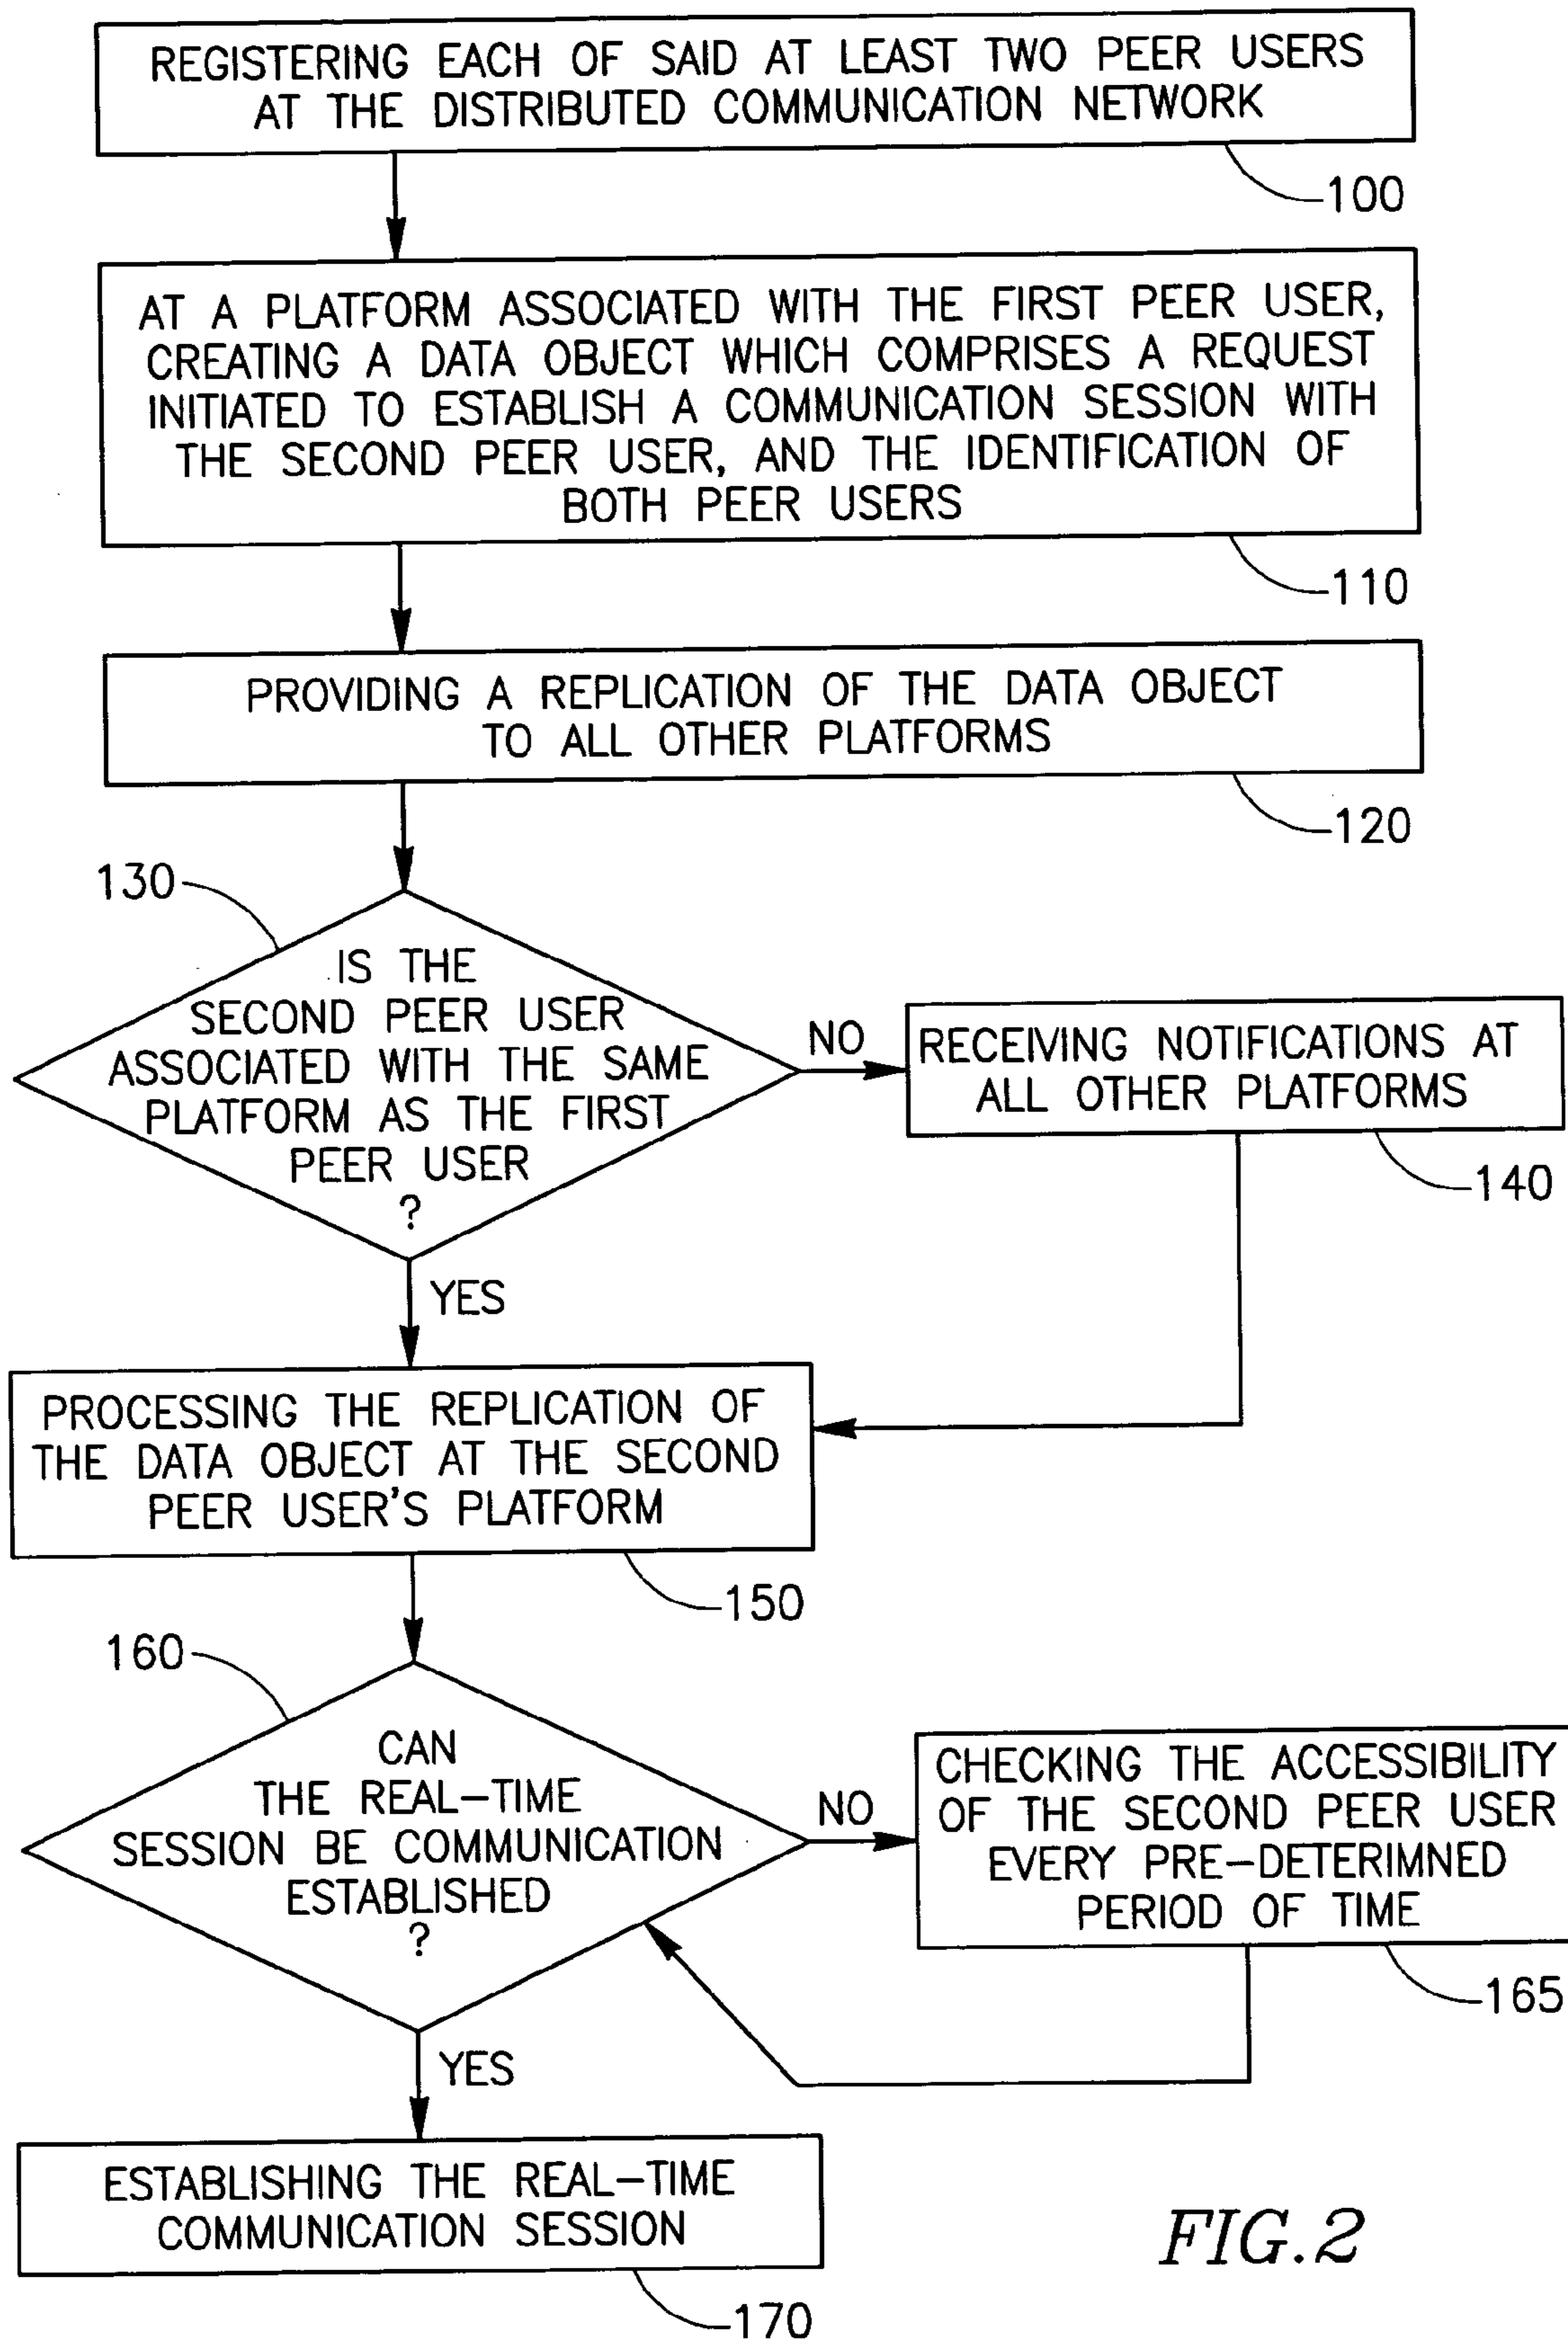 REGISTERING EACH OF SAID AT LEAST TWO PEER USERS
AT THE DISTRIBUTED COMMUNICATION NETWORK
100
AT A PLATFORM ASSOCIATED WITH THE FIRST PEER USER,
CREATING A DATA OBJECT WHICH COMPRISES A REQUEST
INITIATED TO ESTABLISH A COMMUNICATION SESSION WITH
THE SECOND PEER USER, AND THE IDENTIFICATION OF
BOTH PEER USERS
110
PROVIDING A REPLICATION OF THE DATA OBJECT
TO ALL OTHER PLATFORMS
120
130
IS THE
SECOND PEER USER
ASSOCIATED WITH THE SAME
PLATFORM AS THE FIRST
PEER USER
?
NO
RECEIVING NOTIFICATIONS AT
ALL OTHER PLATFORMS
140
YES
PROCESSING THE REPLICATION OF
THE DATA OBJECT AT THE SECOND
PEER USER'S PLATFORM
150
160
CAN
THE REAL-TIME
SESSION BE COMMUNICATION
ESTABLISHED
?
NO
CHECKING THE ACCESSIBILITY
OF THE SECOND PEER USER
EVERY PRE-DETERIMNED
PERIOD OF TIME
165
YES
ESTABLISHING THE REAL-TIME
COMMUNICATION SESSION
170
FIG.2